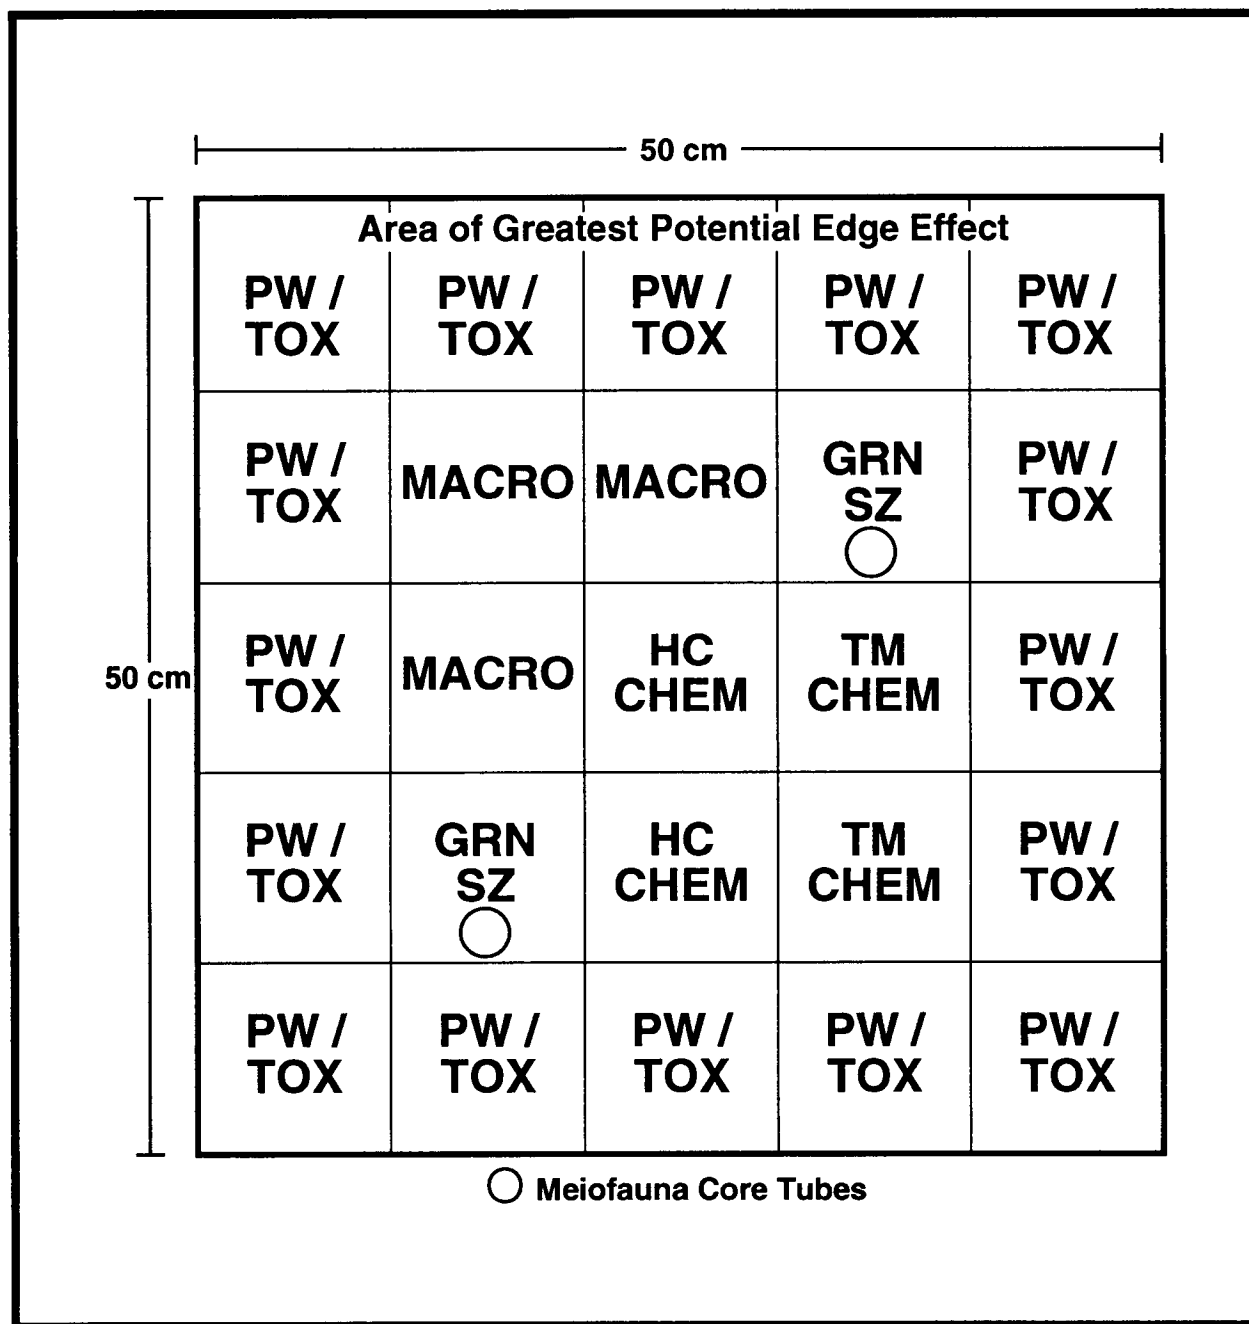 50 cm
Area of Greatest Potential Edge Effect
PW / PW / PW / PW / PW /
TOX TOX TOX TOX TOX
PW / MACRO MACRO GRN PW /
TOX SZ TOX
50 cm
PW / MACRO HC TM PW /
TOX CHEM CHEM TOX
PW / GRN HC TM PW /
TOX SZ CHEM CHEM TOX
PW / PW / PW / PW / PW /
TOX TOX TOX TOX TOX
Meiofauna Core Tubes